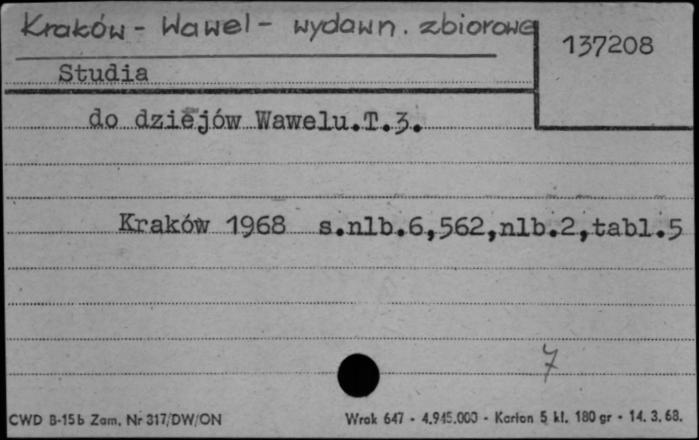 Kraków - Wawel - wydawn. zbiorowe
137208
Studia
do dziejów Wawelu.T.3.
Kraków 1968 s.nlb.6,562,nlb.2,tabl.5
7
CWD B-15b Zam. Nr 317/DW/ON
Wrok 647 - 4.945.000 - Karton 5 kl. 180 gr - 14. 3. 68.